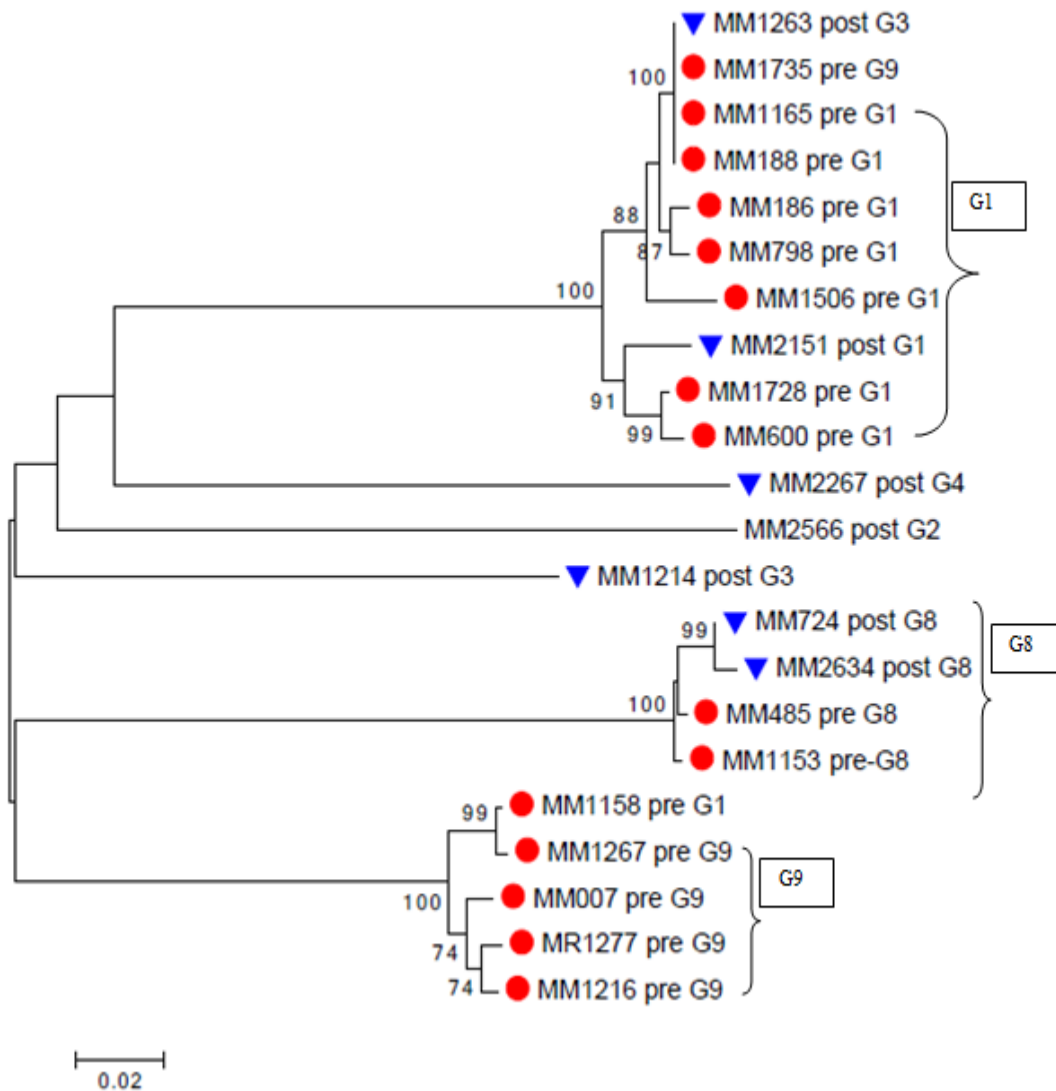 MM1263 post G3
100
MM1735 pre G9
MM1165 pre G1
MM188 pre G1
G1
MM186 pre G1
88
87
MM798 pre G1
100
MM1506 pre G1
MM2151 post G1
91
MM1728 pre G1
99
MM600 pre G1
MM2267 post G4
MM2566 post G2
MM1214 post G3
99
MM724 post G8
G8
MM2634 post G8
100
MM485 pre G8
MM1153 pre-G8
99
MM1158 pre G1
MM1267 pre G9
G9
100
MM007 pre G9
74
MR1277 pre G9
74
MM1216 pre G9
0.02